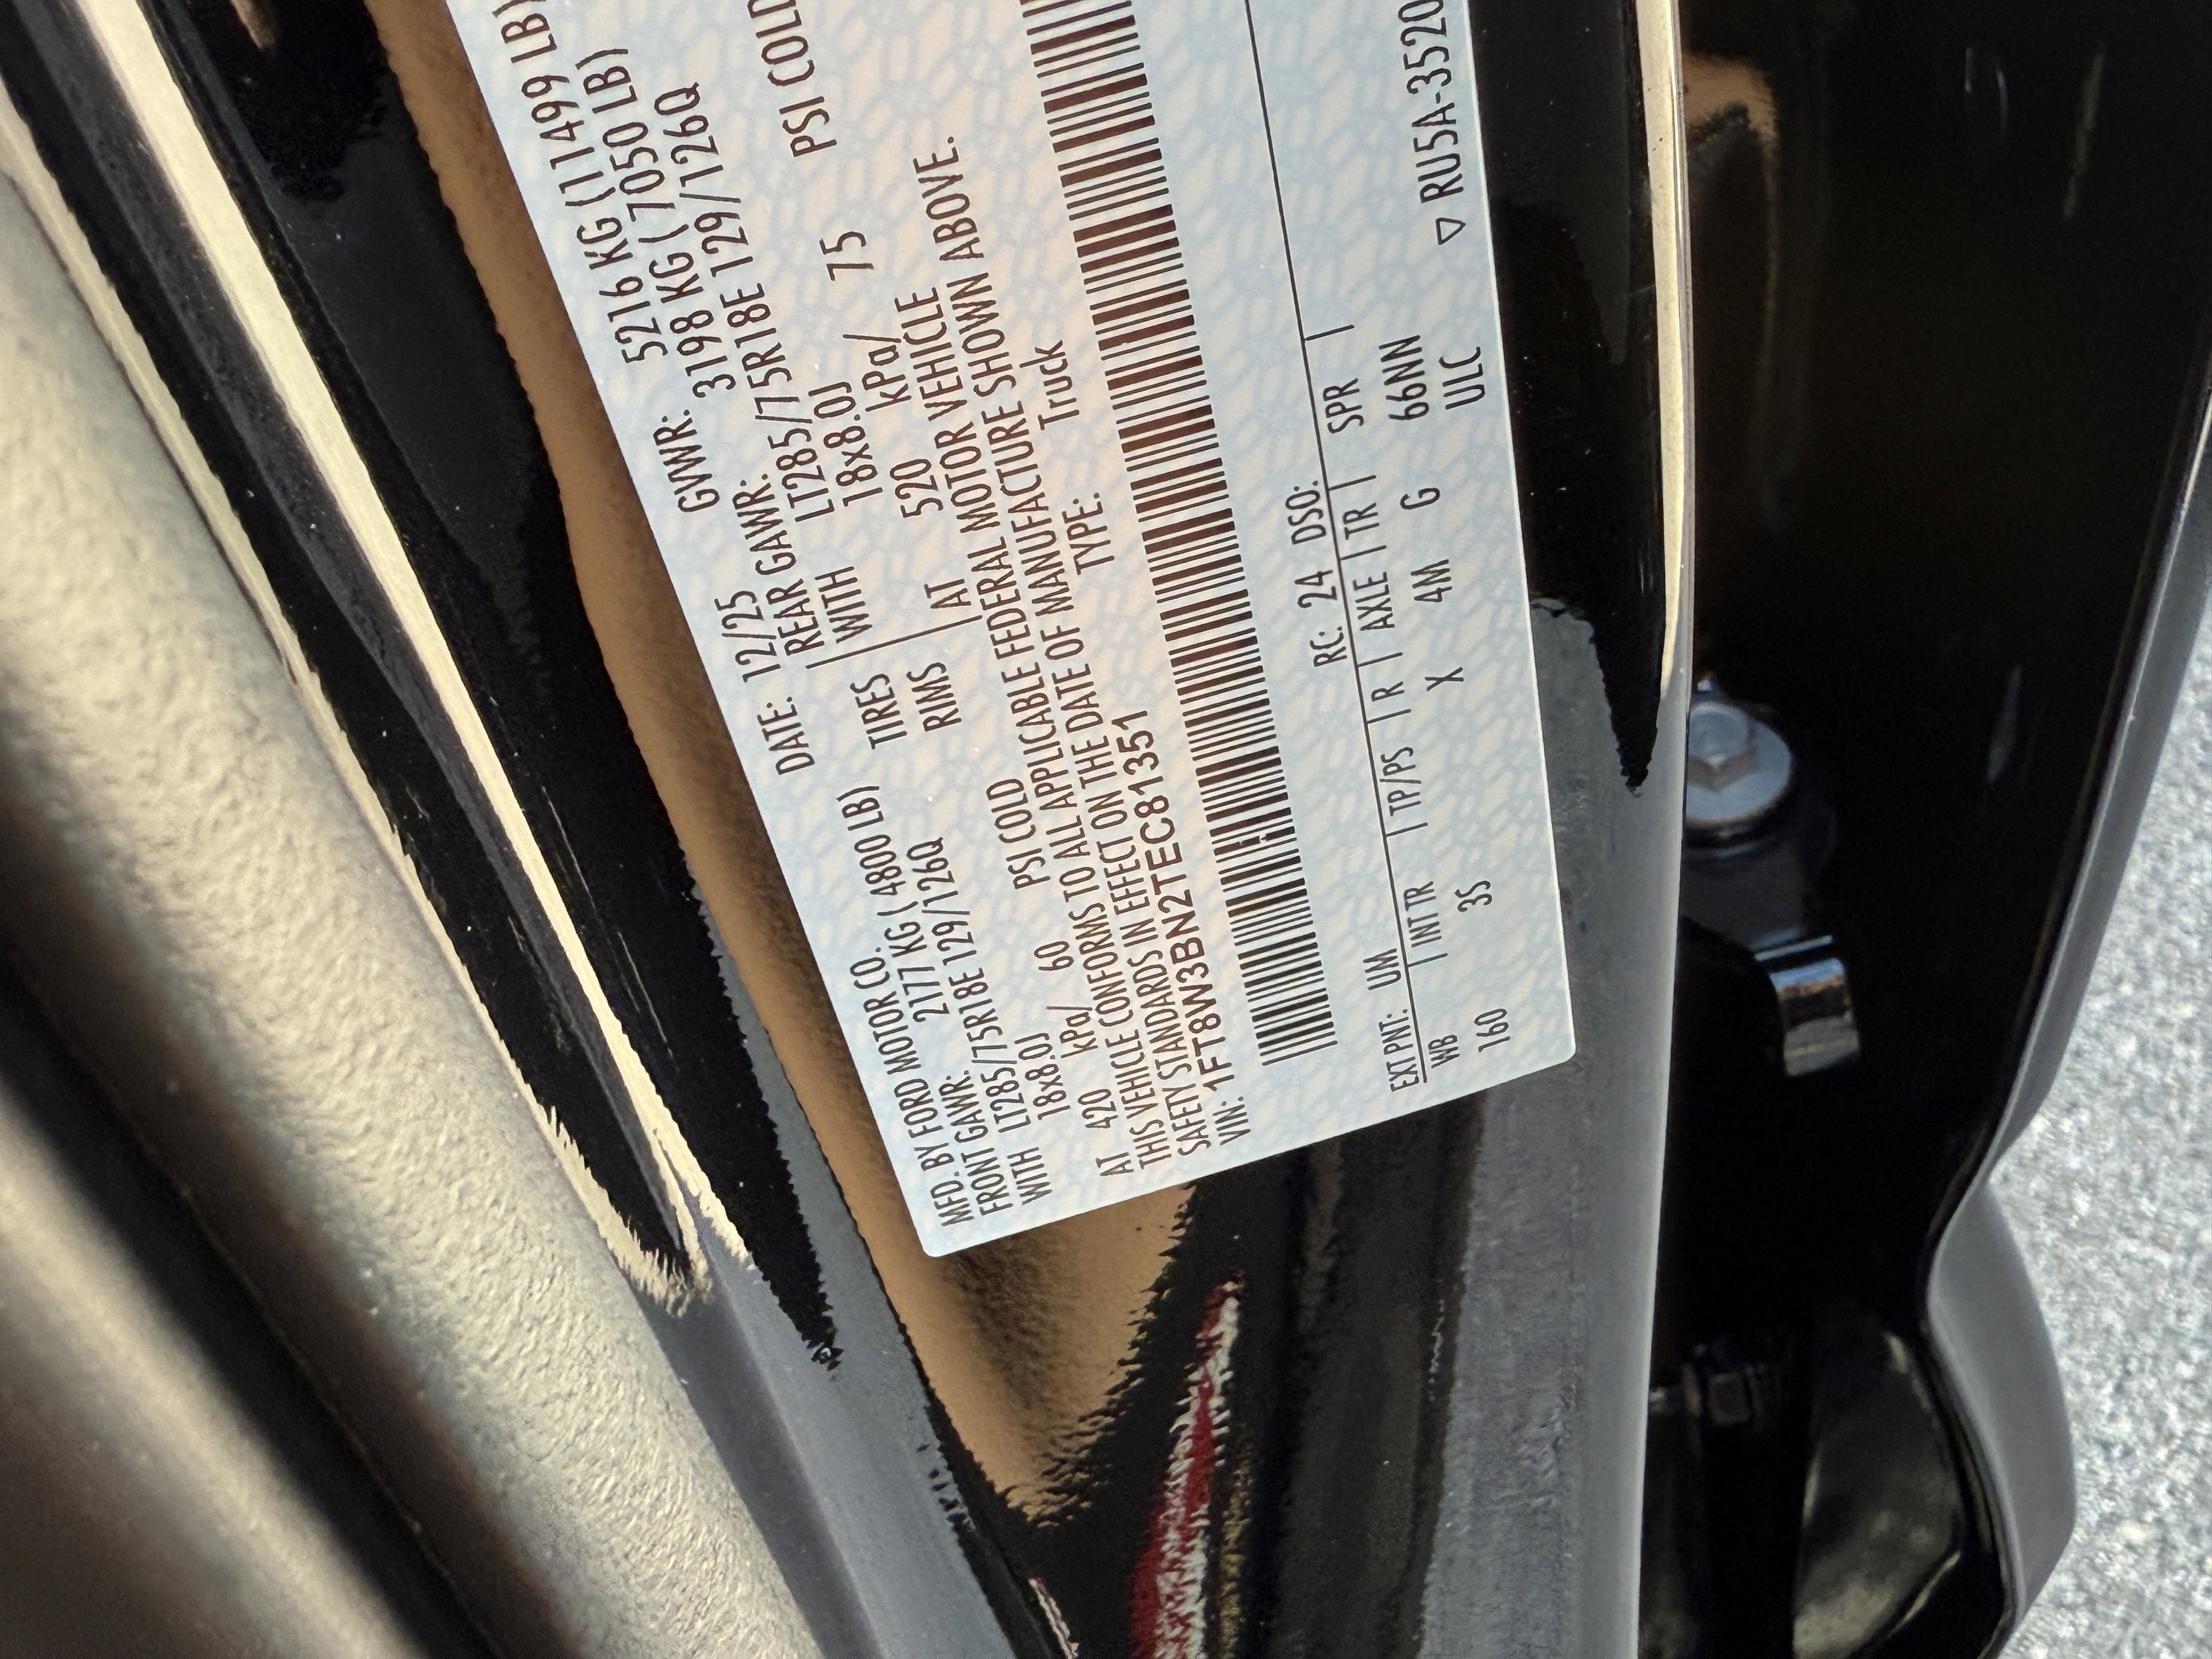 MFD. BY FORD MOTOR CO. DATE: 12/25 GVWR: 5216 KG (11499 LB)
FRONT GAWR: 2177 KG ( 4800 LB) REAR GAWR: 3198 KG ( 7050 LB)
WITH LT285/75R18E 129/126Q TIRES WITH LT285/75R18E 129/126Q
18x8.0J RIMS 18x8.0J
AT 420 kPa/ 60 PSI COLD AT 520 kPa/ 75 PSI COLD
THIS VEHICLE CONFORMS TO ALL APPLICABLE FEDERAL MOTOR VEHICLE
SAFETY STANDARDS IN EFFECT ON THE DATE OF MANUFACTURE SHOWN ABOVE.
VIN: 1FT8W3BN2TEC81351 TYPE: Truck
EXT PNT: UM RC: 24 DSO:
WB | INT TR | TP/PS | R | AXLE | TR | SPR |
160 3S X 4M G 66NN
ULC
▽ RU5A-3520